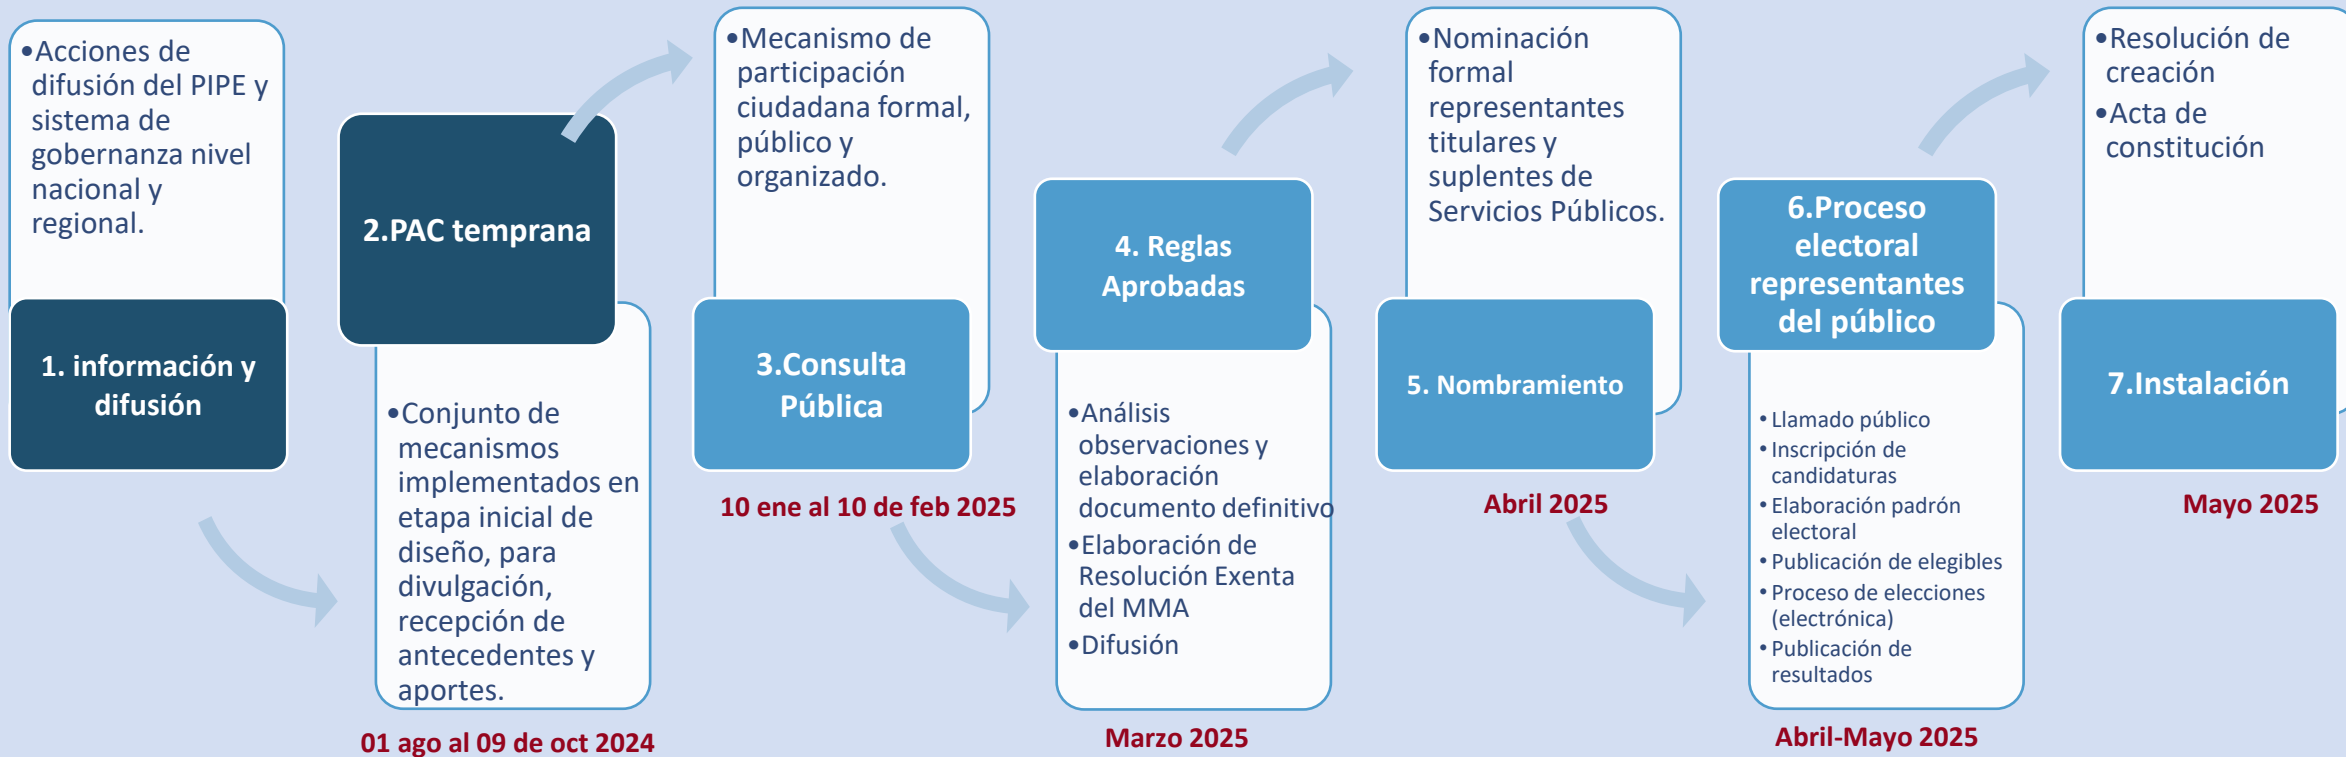 •Acciones de
difusión del PIPE y
sistema de
gobernanza nivel
nacional y
regional.
1. información y
difusión
2.PAC temprana
•Conjunto de
mecanismos
implementados en
etapa inicial de
diseño, para
divulgación,
recepción de
antecedentes y
aportes.
01 ago al 09 de oct 2024
•Mecanismo de
participación
ciudadana formal,
público y
organizado.
3.Consulta
Pública
10 ene al 10 de feb 2025
4. Reglas
Aprobadas
•Análisis
observaciones y
elaboración
documento definitivo
•Elaboración de
Resolución Exenta
del MMA
•Difusión
Marzo 2025
•Nominación
formal
representantes
titulares y
suplentes de
Servicios Públicos.
5. Nombramiento
Abril 2025
6.Proceso
electoral
representantes
del público
• Llamado público
• Inscripción de
candidaturas
• Elaboración padrón
electoral
• Publicación de elegibles
• Proceso de elecciones
(electrónica)
• Publicación de
resultados
Abril-Mayo 2025
•Resolución de
creación
•Acta de
constitución
7.Instalación
Mayo 2025